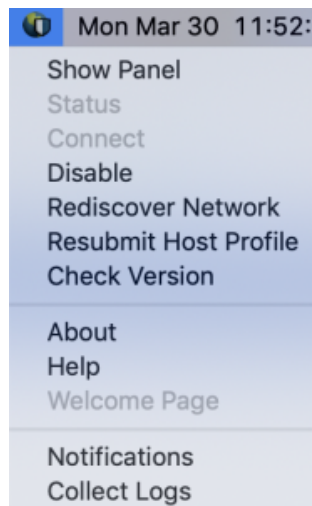 Mon Mar 30 11:52:
Show Panel
Status
Connect
Disable
Rediscover Network
Resubmit Host Profile
Check Version
About
Help
Welcome Page
Notifications
Collect Logs